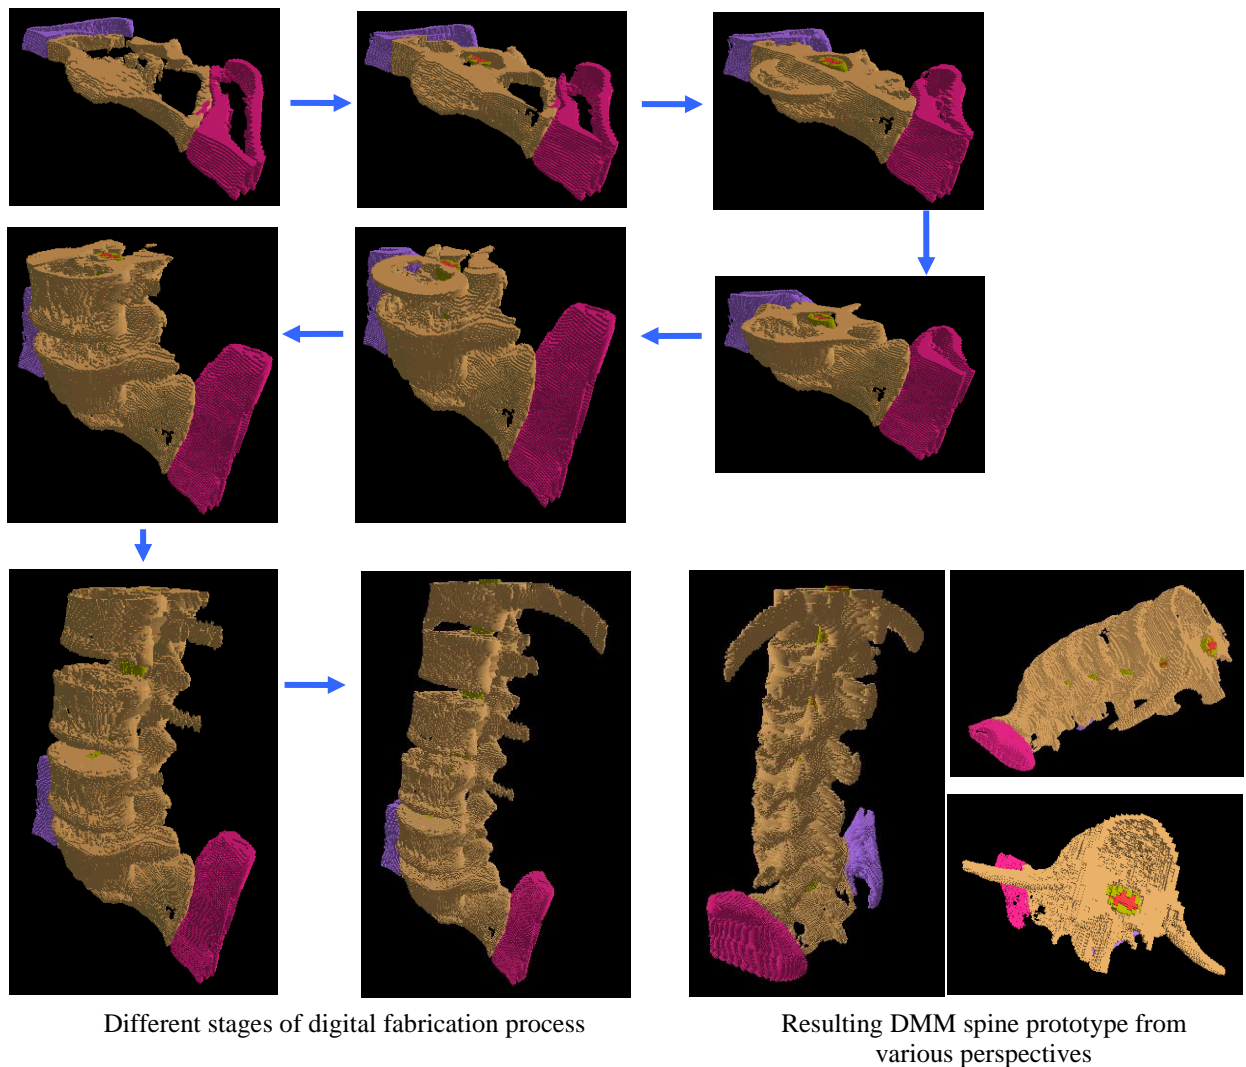 Different stages of digital fabrication process
Resulting DMM spine prototype from
various perspectives